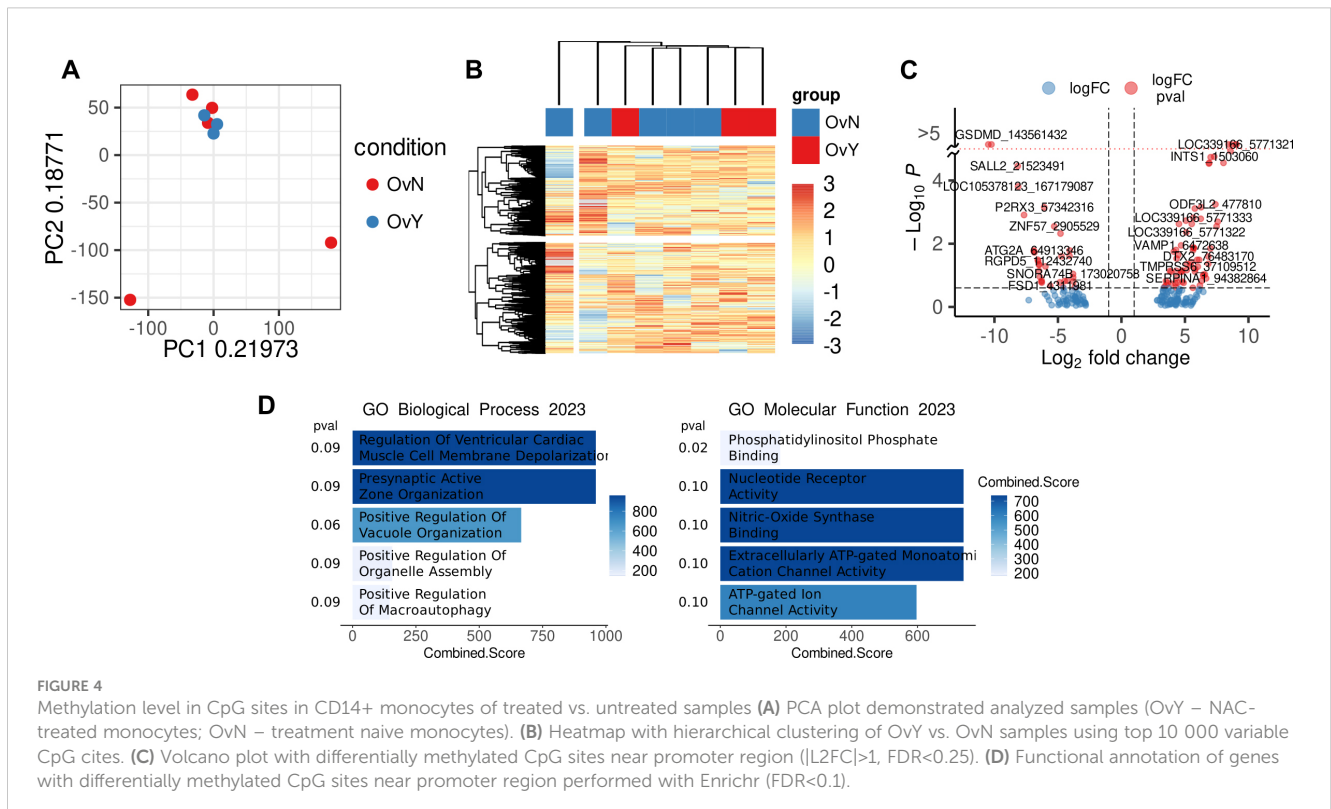 A
PC2 0.18771
50
0
-50
-100
-150
-100
0
100
PC1 0.21973
condition
OvN
OvY
B
group
OvN
OvY
3
2
1
0
-1
-2
-3
C
logFC
logFC
pval
>5
4
2
0
− Log10 P
GSDMD_143561432
SALL2_21523491
LOC105378123_167179087
P2RX3_57342316
ZNF57_2905529
ATG2A_64913346
RGPD5_112432740
SNORA74B_173020758
FSD1_4311981
LOC339166_5771321
INTS1_1503060
ODF3L2_477810
LOC339166_5771333
LOC339166_5771322
VAMP1_6472638
DTX2_76483170
TMPRSS6_37109512
SERPINA1_94382864
-10
-5
0
5
10
Log2 fold change
D
GO Biological Process 2023
pval
0.09
Regulation Of Ventricular Cardiac
Muscle Cell Membrane Depolarization
0.09
Presynaptic Active
Zone Organization
0.06
Positive Regulation Of
Vacuole Organization
0.09
Positive Regulation Of
Organelle Assembly
0.09
Positive Regulation
Of Macroautophagy
0
250
500
750
1000
Combined.Score
800
600
400
200
GO Molecular Function 2023
0.02
Phosphatidylinositol Phosphate
Binding
0.10
Nucleotide Receptor
Activity
0.10
Nitric-Oxide Synthase
Binding
0.10
Extracellularly ATP-gated Monoatomi
Cation Channel Activity
0.10
ATP-gated Ion
Channel Activity
0
200
400
600
Combined.Score
Combined.Score
700
600
500
400
300
200
FIGURE 4
Methylation level in CpG sites in CD14+ monocytes of treated vs. untreated samples (A) PCA plot demonstrated analyzed samples (OvY – NAC-
treated monocytes; OvN – treatment naive monocytes). (B) Heatmap with hierarchical clustering of OvY vs. OvN samples using top 10 000 variable
CpG cites. (C) Volcano plot with differentially methylated CpG sites near promoter region (|L2FC|>1, FDR<0.25). (D) Functional annotation of genes
with differentially methylated CpG sites near promoter region performed with Enrichr (FDR<0.1).